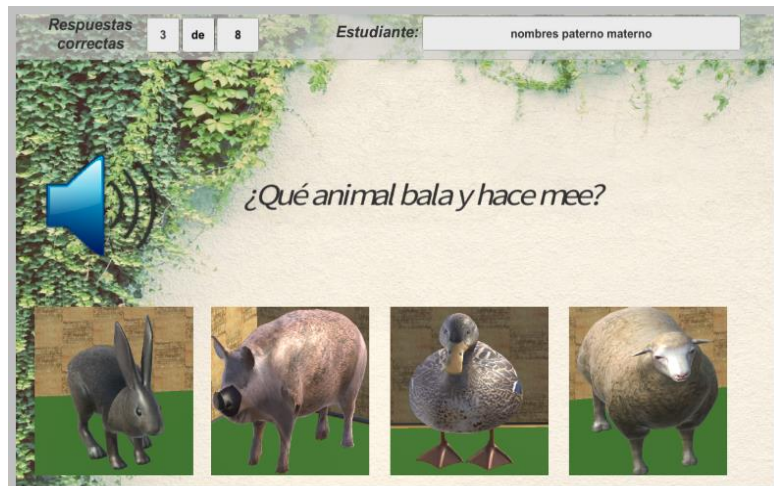 Respuestas
correctas
3 de 8
Estudiante: nombres paterno materno
¿Qué animal bala y hace mee?